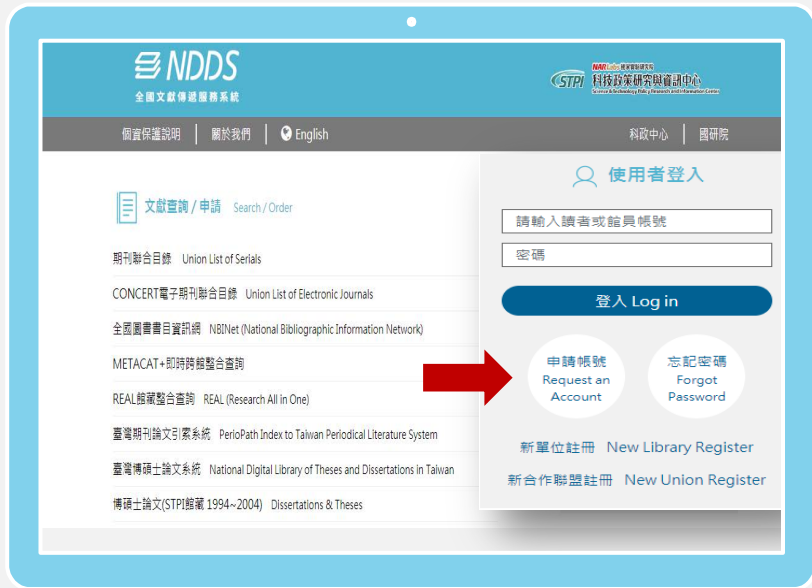 NDDS
全國文獻傳遞服務系統
NARLabs 國家實驗研究院
STPI 科技政策研究與資訊中心
Science & Technology Policy Research and Information Center
個資保護說明 | 關於我們 | English
科政中心 | 國研院
文獻查詢 / 申請 Search / Order
期刊聯合目錄 Union List of Serials
CONCERT電子期刊聯合目錄 Union List of Electronic Journals
全國圖書書目資訊網 NBINet (National Bibliographic Information Network)
METACAT+即時跨館整合查詢
REAL館藏整合查詢 REAL (Research All in One)
臺灣期刊論文引索系統 PerioPath Index to Taiwan Periodical Literature System
臺灣博碩士論文系統 National Digital Library of Theses and Dissertations in Taiwan
博碩士論文(STPI館藏 1994~2004) Dissertations & Theses
使用者登入
請輸入讀者或館員帳號
密碼
登入 Log in
申請帳號
Request an
Account
忘記密碼
Forgot
Password
新單位註冊 New Library Register
新合作聯盟註冊 New Union Register